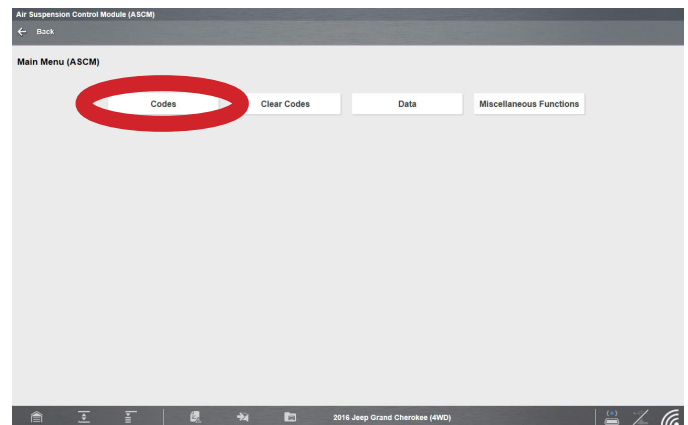 Air Suspension Control Module (ASCM)
Back
Main Menu (ASCM)
Codes Clear Codes Data Miscellaneous Functions
2016 Jeep Grand Cherokee (4WD)